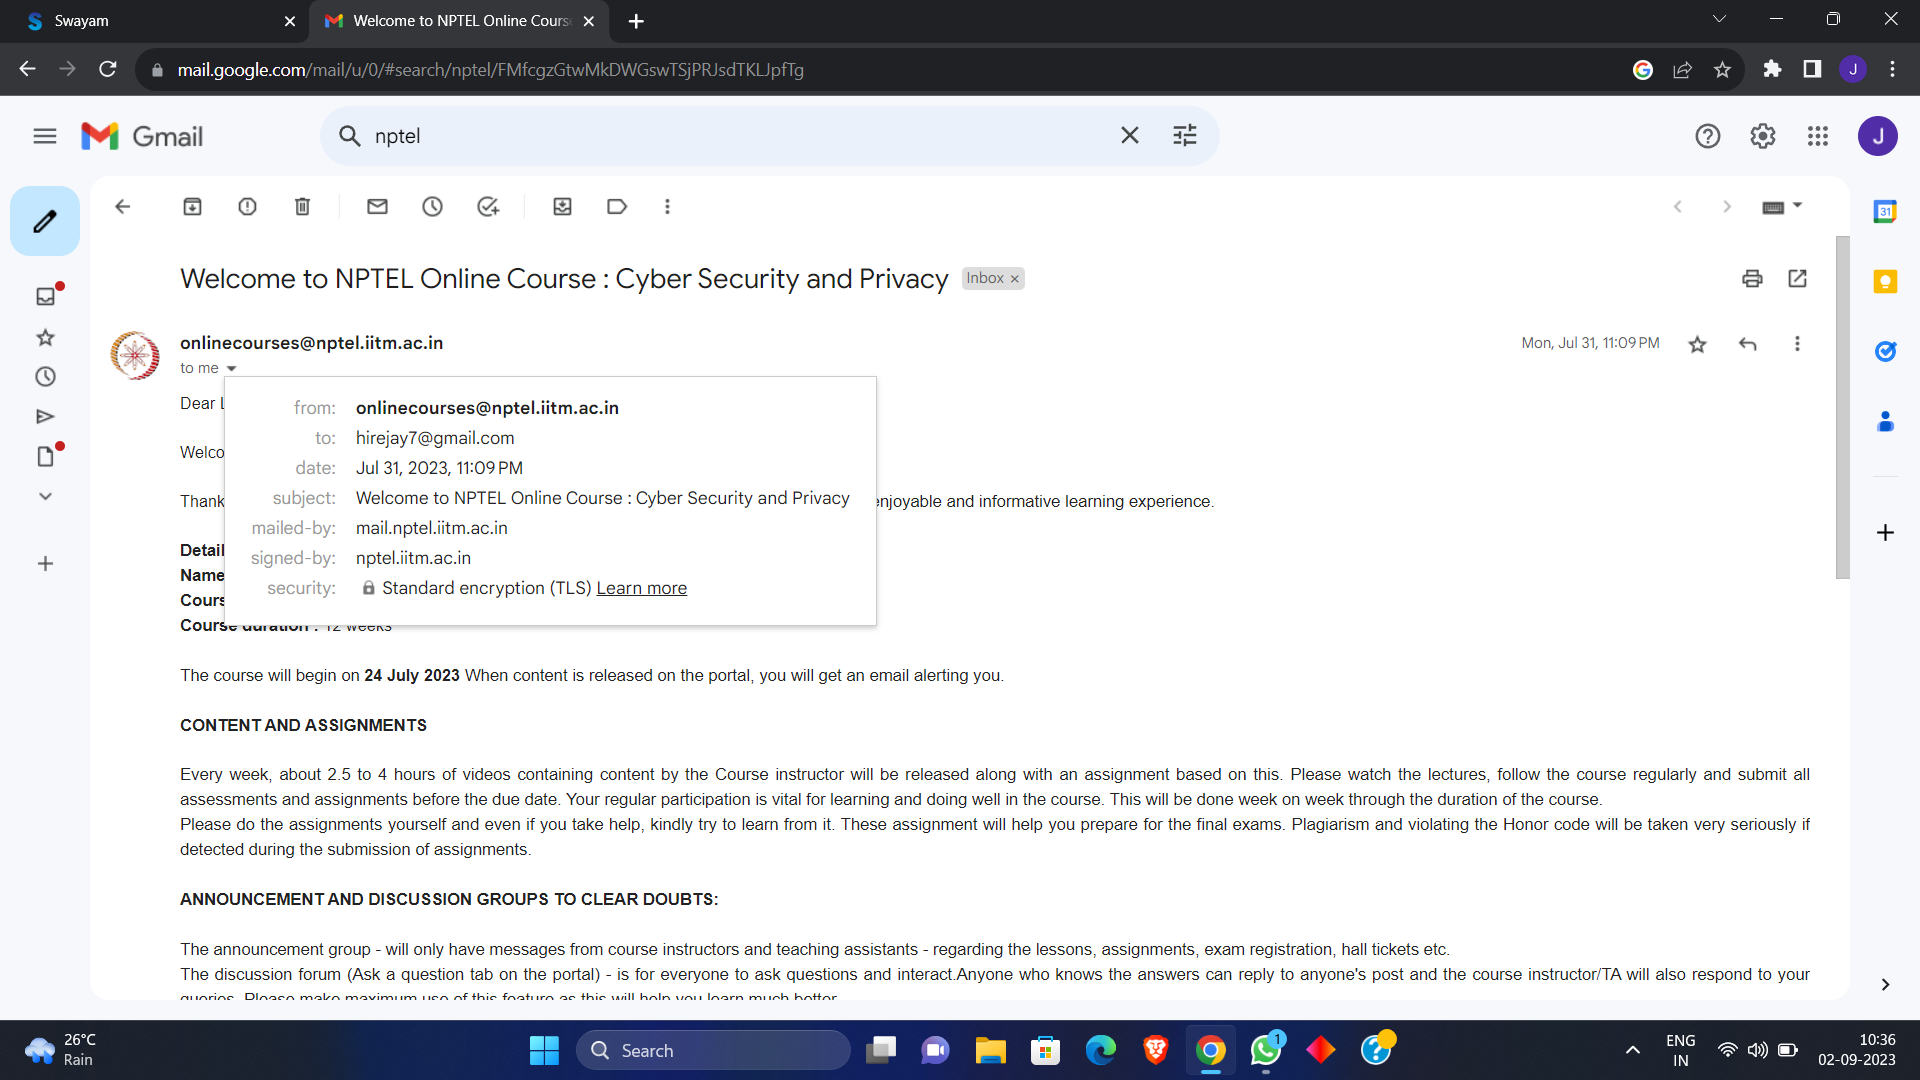 Swayam
Welcome to NPTEL Online Cours
mail.google.com/mail/u/0/#search/nptel/FMfcgzGtwMkDWGswTSjPRJsdTKLJpfTg
J
Gmail
nptel
J
31
Welcome to NPTEL Online Course : Cyber Security and Privacy
Inbox ×
onlinecourses@nptel.iitm.ac.in
Mon, Jul 31, 11:09 PM
to me
Dear L
from: onlinecourses@nptel.iitm.ac.in
to: hirejay7@gmail.com
Welco
date: Jul 31, 2023, 11:09 PM
subject: Welcome to NPTEL Online Course : Cyber Security and Privacy
Thank
enjoyable and informative learning experience.
mailed-by: mail.nptel.iitm.ac.in
Detail
signed-by: nptel.iitm.ac.in
Name
security: Standard encryption (TLS) Learn more
Cours
Course duration : 12 weeks
The course will begin on 24 July 2023 When content is released on the portal, you will get an email alerting you.
CONTENT AND ASSIGNMENTS
Every week, about 2.5 to 4 hours of videos containing content by the Course instructor will be released along with an assignment based on this. Please watch the lectures, follow the course regularly and submit all
assessments and assignments before the due date. Your regular participation is vital for learning and doing well in the course. This will be done week on week through the duration of the course.
Please do the assignments yourself and even if you take help, kindly try to learn from it. These assignment will help you prepare for the final exams. Plagiarism and violating the Honor code will be taken very seriously if
detected during the submission of assignments.
ANNOUNCEMENT AND DISCUSSION GROUPS TO CLEAR DOUBTS:
The announcement group - will only have messages from course instructors and teaching assistants - regarding the lessons, assignments, exam registration, hall tickets etc.
The discussion forum (Ask a question tab on the portal) - is for everyone to ask questions and interact.Anyone who knows the answers can reply to anyone's post and the course instructor/TA will also respond to your
queries. Please make maximum use of this feature as this will help you learn much better.
26°C
Rain
Search
1
ENG
IN
10:36
02-09-2023